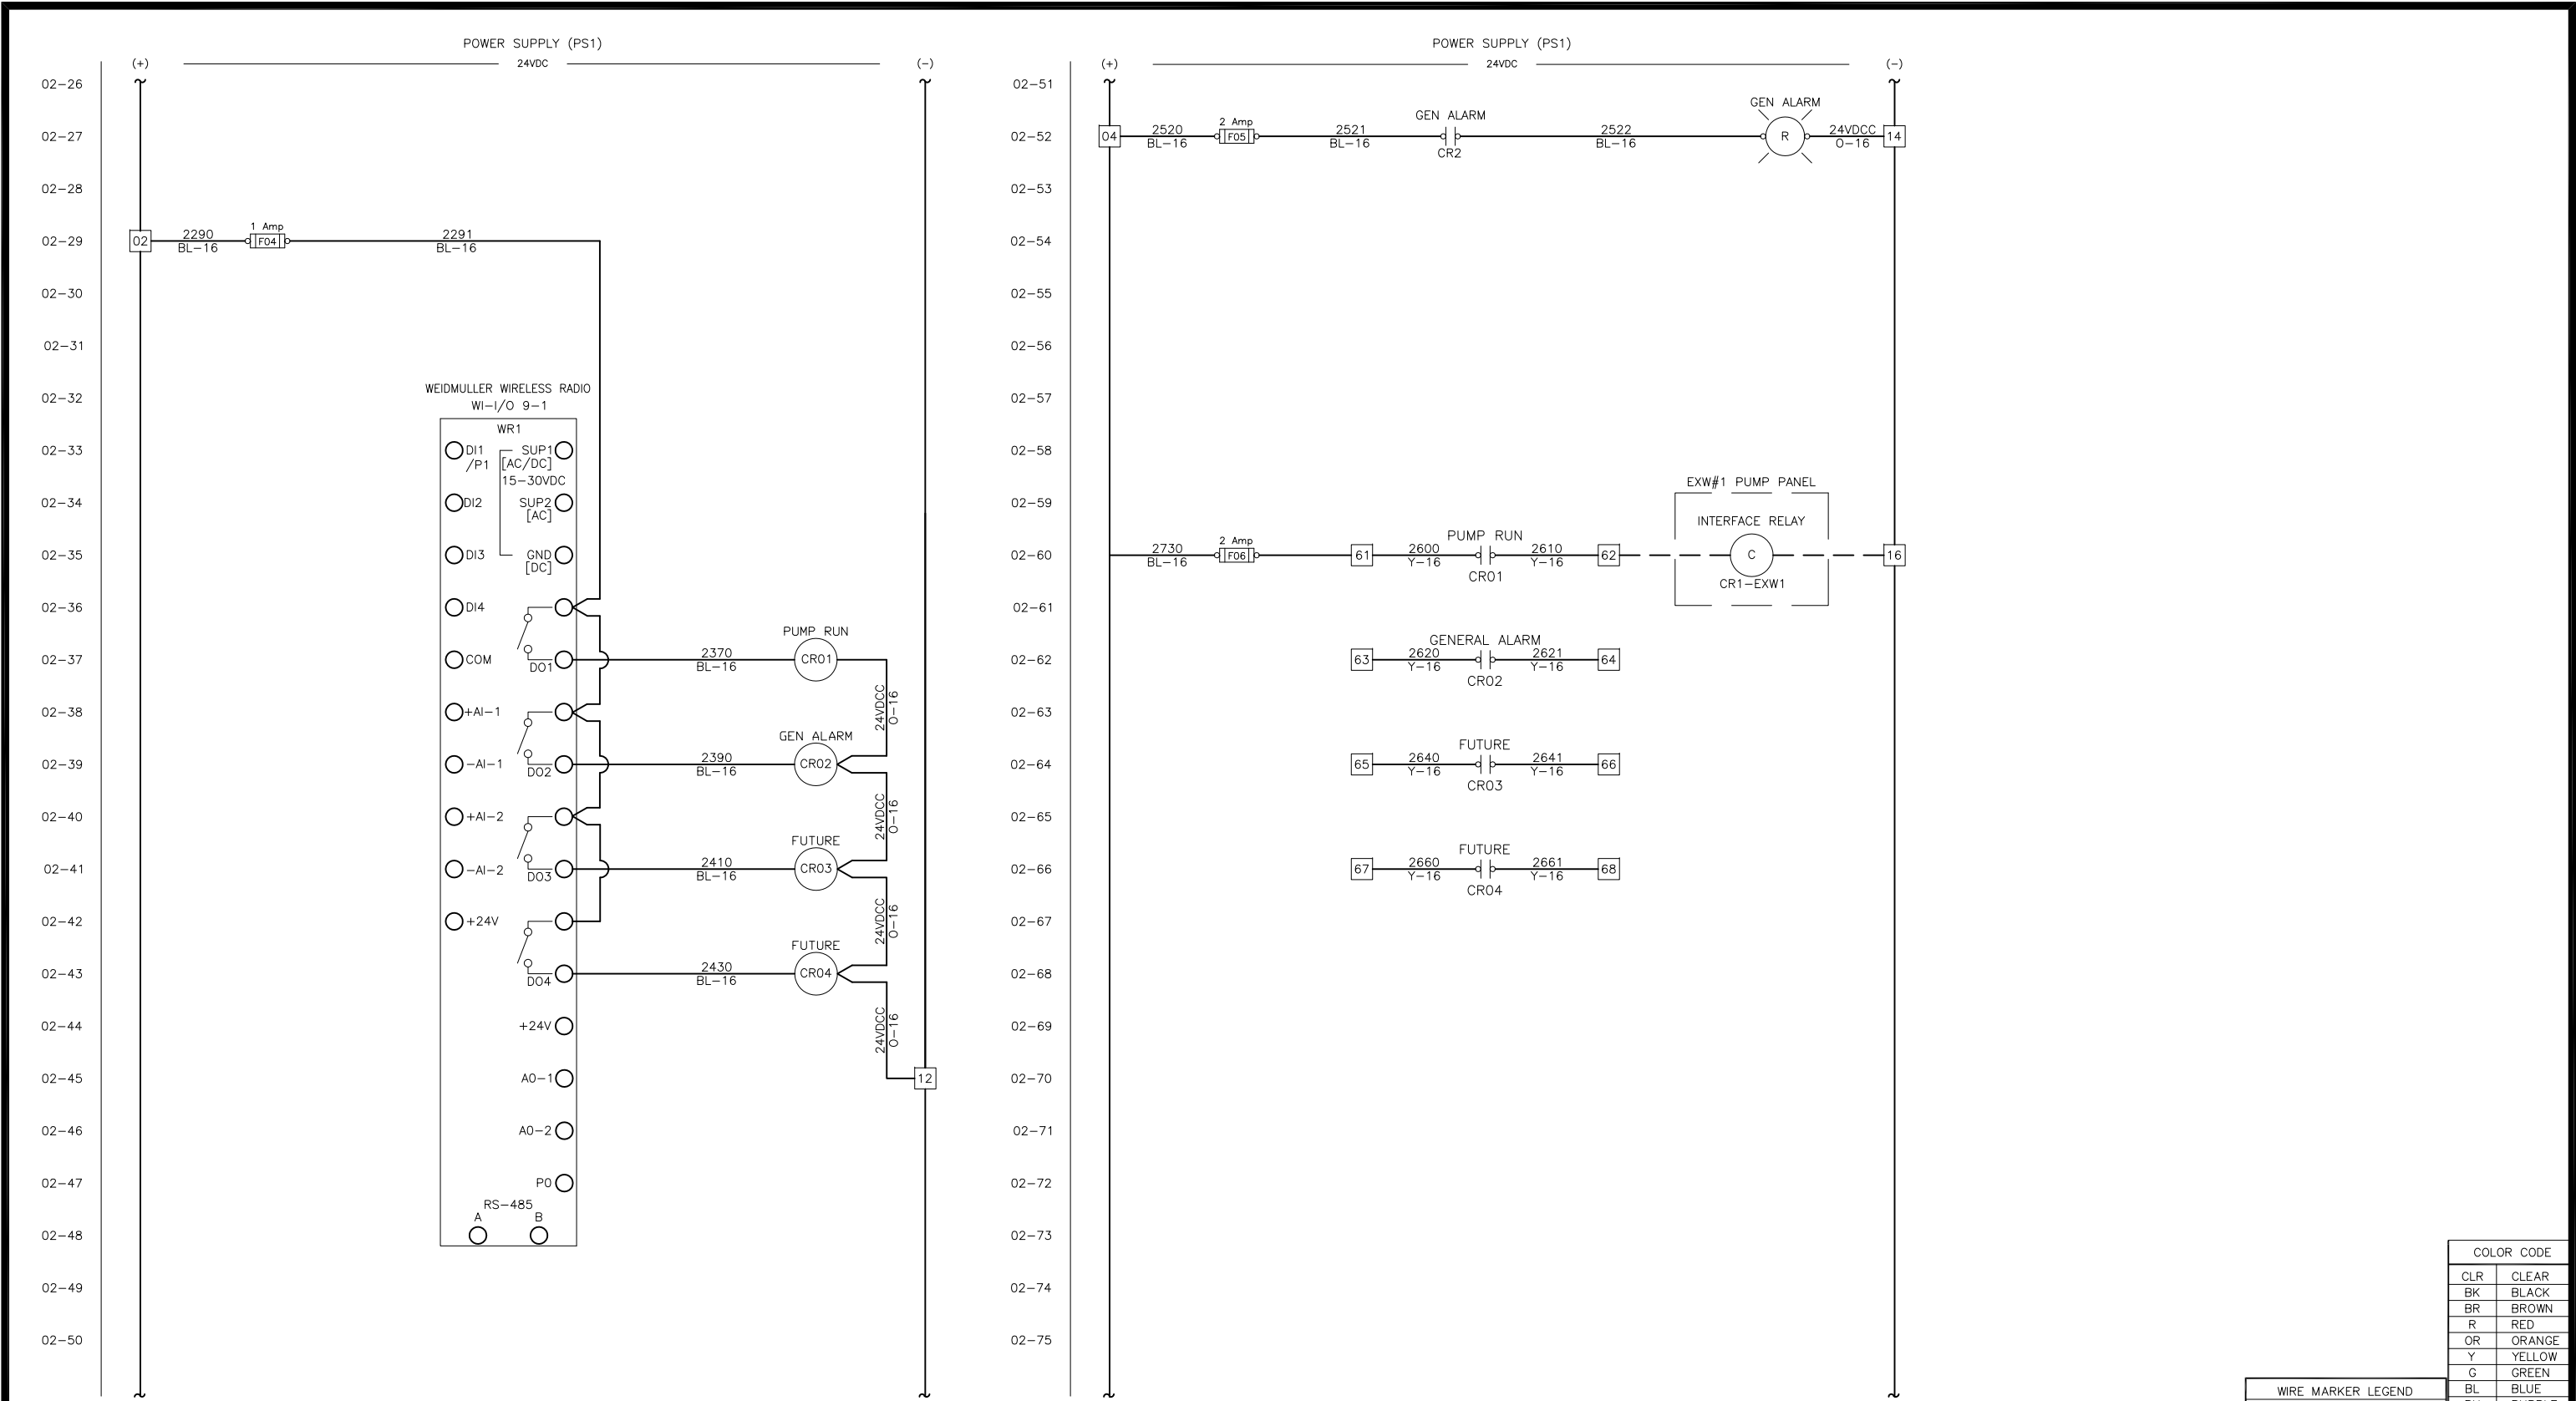 POWER SUPPLY (PS1)
(+) 24VDC (-)
02-26
02-27
02-28
02-29
02-30
02-31
02-32
02-33
02-34
02-35
02-36
02-37
02-38
02-39
02-40
02-41
02-42
02-43
02-44
02-45
02-46
02-47
02-48
02-49
02-50
02
2290
BL-16
1 Amp
F04
2291
BL-16
WEIDMULLER WIRELESS RADIO
WI-I/O 9-1
WR1
DI1
/P1
SUP1
[AC/DC]
15-30VDC
DI2
SUP2
[AC]
DI3
GND
[DC]
DI4
COM
DO1
+AI-1
-AI-1
DO2
+AI-2
-AI-2
DO3
+24V
DO4
+24V
AO-1
AO-2
PO
RS-485
A B
PUMP RUN
2370
BL-16
CR01
24VDCC
O-16
GEN ALARM
2390
BL-16
CR02
24VDCC
O-16
FUTURE
2410
BL-16
CR03
24VDCC
O-16
FUTURE
2430
BL-16
CR04
24VDCC
O-16
12
POWER SUPPLY (PS1)
(+) 24VDC (-)
02-51
02-52
02-53
02-54
02-55
02-56
02-57
02-58
02-59
02-60
02-61
02-62
02-63
02-64
02-65
02-66
02-67
02-68
02-69
02-70
02-71
02-72
02-73
02-74
02-75
04
2520
BL-16
2 Amp
F05
2521
BL-16
GEN ALARM
CR2
2522
BL-16
GEN ALARM
R
24VDCC
O-16
14
2730
BL-16
2 Amp
F06
61
2600
Y-16
PUMP RUN
CR01
2610
Y-16
62
EXW#1 PUMP PANEL
INTERFACE RELAY
C
CR1-EXW1
16
GENERAL ALARM
63
2620
Y-16
CR02
2621
Y-16
64
FUTURE
65
2640
Y-16
CR03
2641
Y-16
66
FUTURE
67
2660
Y-16
CR04
2661
Y-16
68
COLOR CODE
CLR CLEAR
BK BLACK
BR BROWN
R RED
OR ORANGE
Y YELLOW
G GREEN
BL BLUE
WIRE MARKER LEGEND